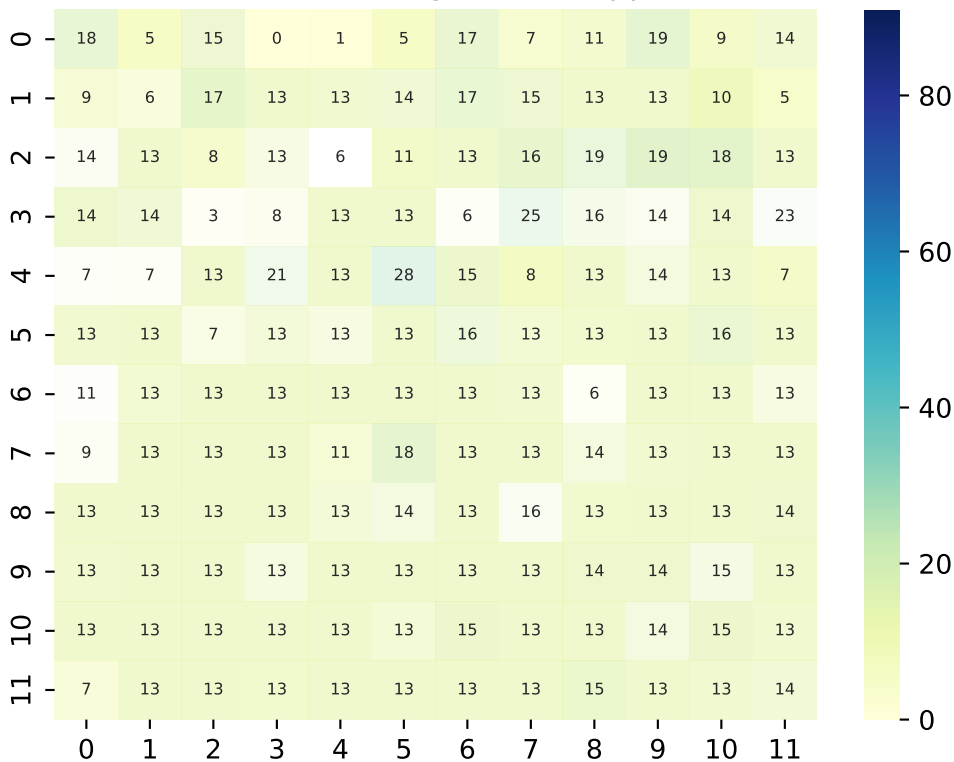 0 18 5 15 0 1 5 17 7 11 19 9 14
1 9 6 17 13 13 14 17 15 13 13 10 5
2 14 13 8 13 6 11 13 16 19 19 18 13
3 14 14 3 8 13 13 6 25 16 14 14 23
4 7 7 13 21 13 28 15 8 13 14 13 7
5 13 13 7 13 13 13 16 13 13 13 16 13
6 11 13 13 13 13 13 13 13 6 13 13 13
7 9 13 13 13 11 18 13 13 14 13 13 13
8 13 13 13 13 13 14 13 16 13 13 13 14
9 13 13 13 13 13 13 13 13 14 14 15 13
10 13 13 13 13 13 13 15 13 13 14 15 13
11 7 13 13 13 13 13 13 13 15 13 13 14
0 1 2 3 4 5 6 7 8 9 10 11
80
60
40
20
0